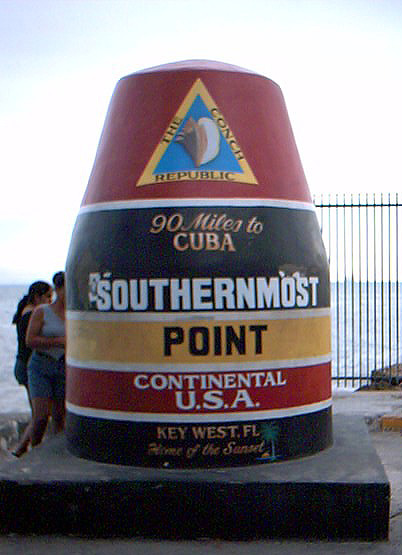 THE CONCH
REPUBLIC
90 Miles to
CUBA
SOUTHERNMOST
POINT
CONTINENTAL
U.S.A.
KEY WEST, FL
Home of the Sunset